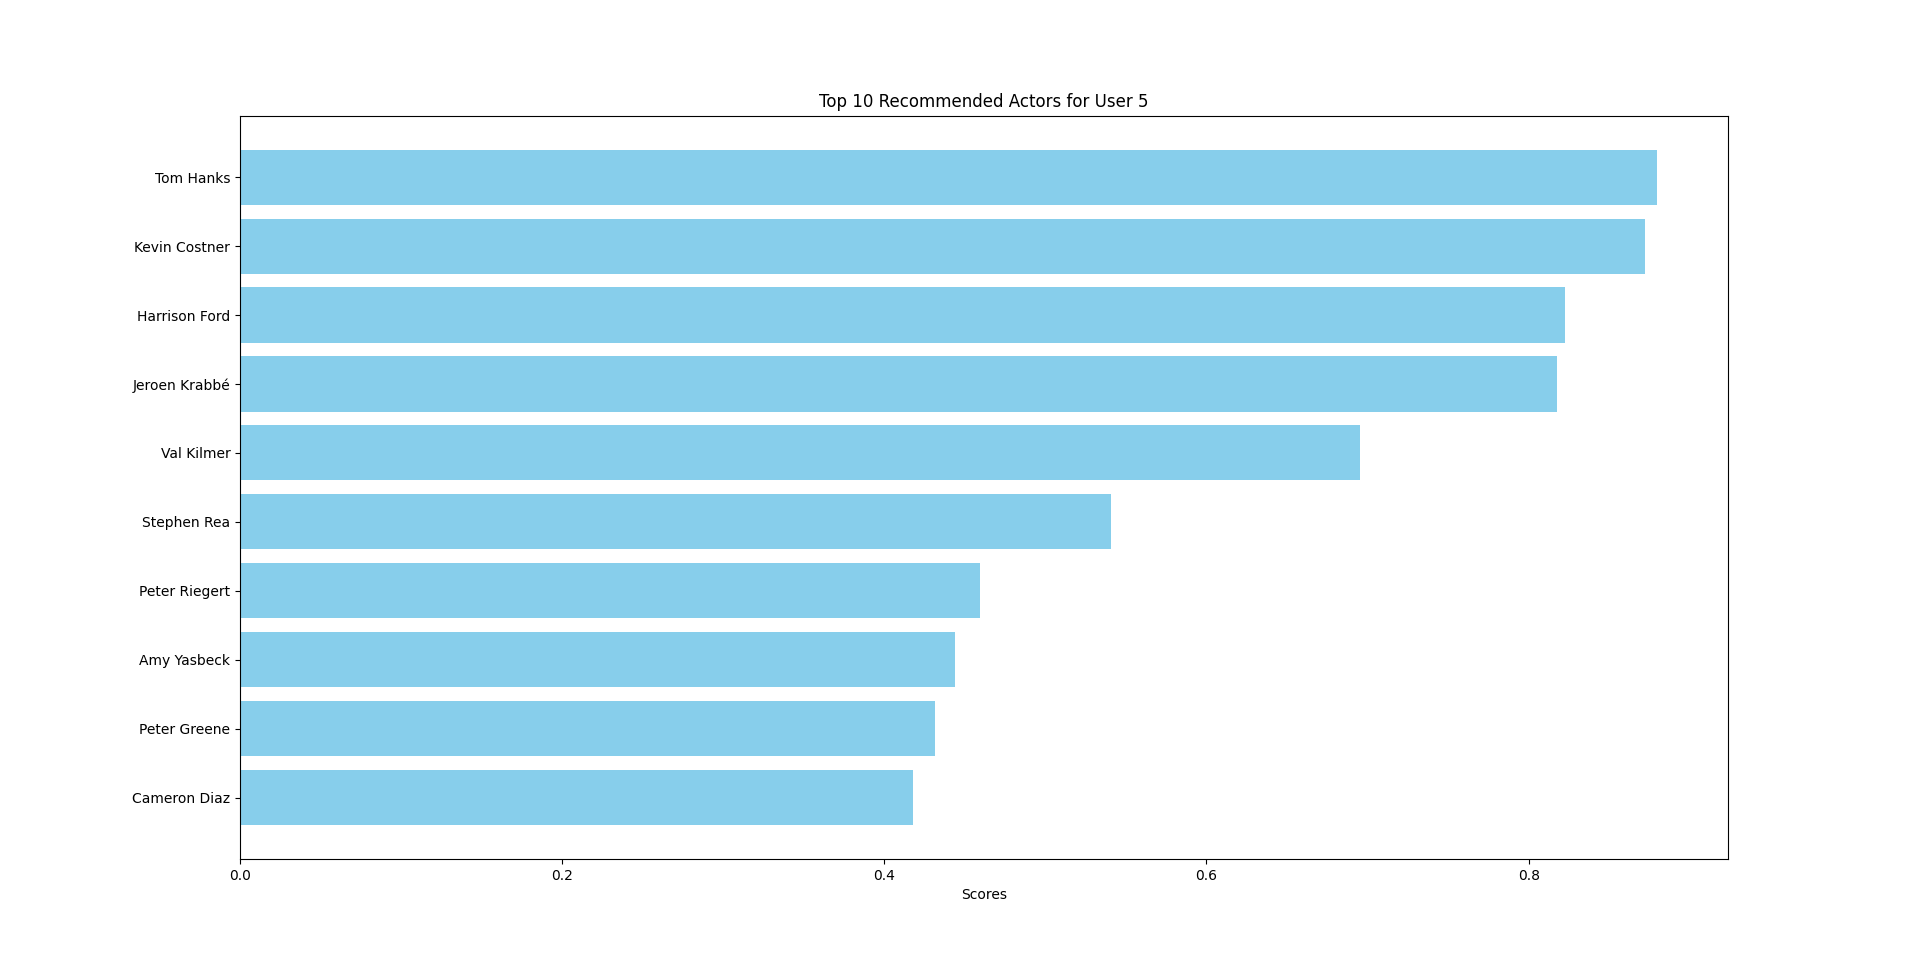 Top 10 Recommended Actors for User 5
Tom Hanks
Kevin Costner
Harrison Ford
Jeroen Krabbé
Val Kilmer
Stephen Rea
Peter Riegert
Amy Yasbeck
Peter Greene
Cameron Diaz
0.0 0.2 0.4 0.6 0.8
Scores